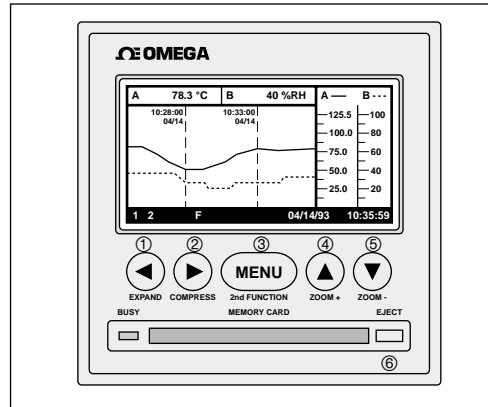 OMEGA
A 78.3 °C B 40 %RH A — B ---
10:28:00 10:33:00
04/14 04/14
125.5 100
100.0 80
75.0 60
50.0 40
25.0 20
1 2 F 04/14/93 10:35:59
① ② ③ ④ ⑤
MENU
EXPAND COMPRESS 2nd FUNCTION ZOOM + ZOOM -
BUSY MEMORY CARD EJECT
⑥